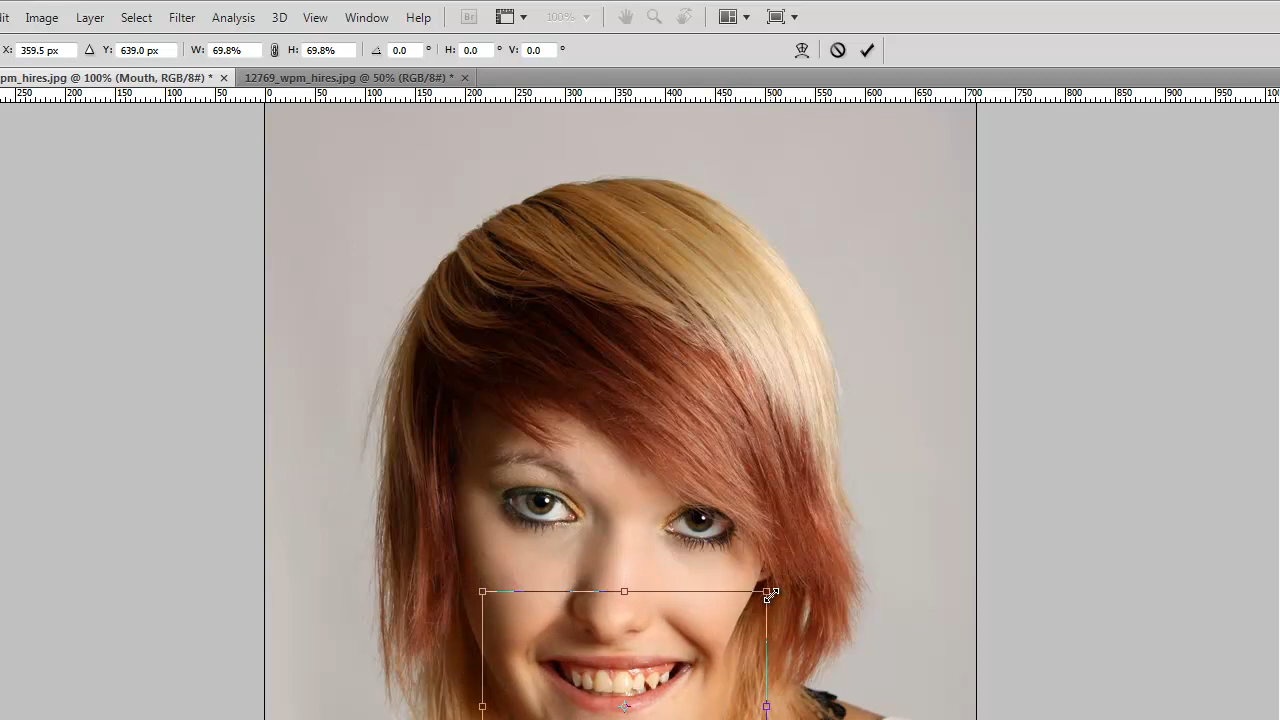 it Image Layer Select Filter Analysis 3D View Window Help Br 100%
X: 359.5 px Y: 639.0 px W: 69.8% H: 69.8% 0.0 ° H: 0.0 ° V: 0.0 °
pm_hires.jpg @ 100% (Mouth, RGB/8#) * × 12769_wpm_hires.jpg @ 50% (RGB/8#) * ×
250 200 150 100 50 0 50 100 150 200 250 300 350 400 450 500 550 600 650 700 750 800 850 900 950 100